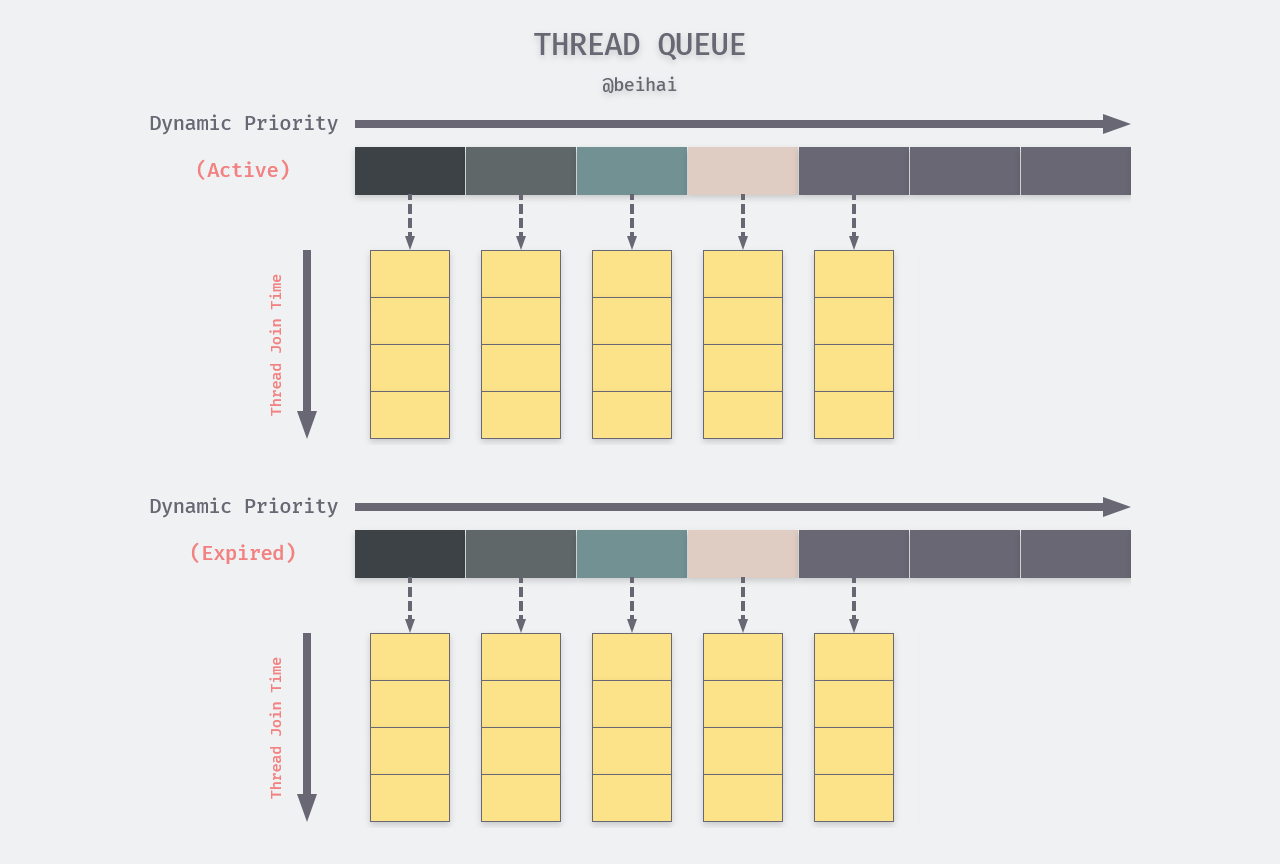 THREAD QUEUE
@beihai
Dynamic Priority
(Active)
Thread Join Time
Dynamic Priority
(Expired)
Thread Join Time